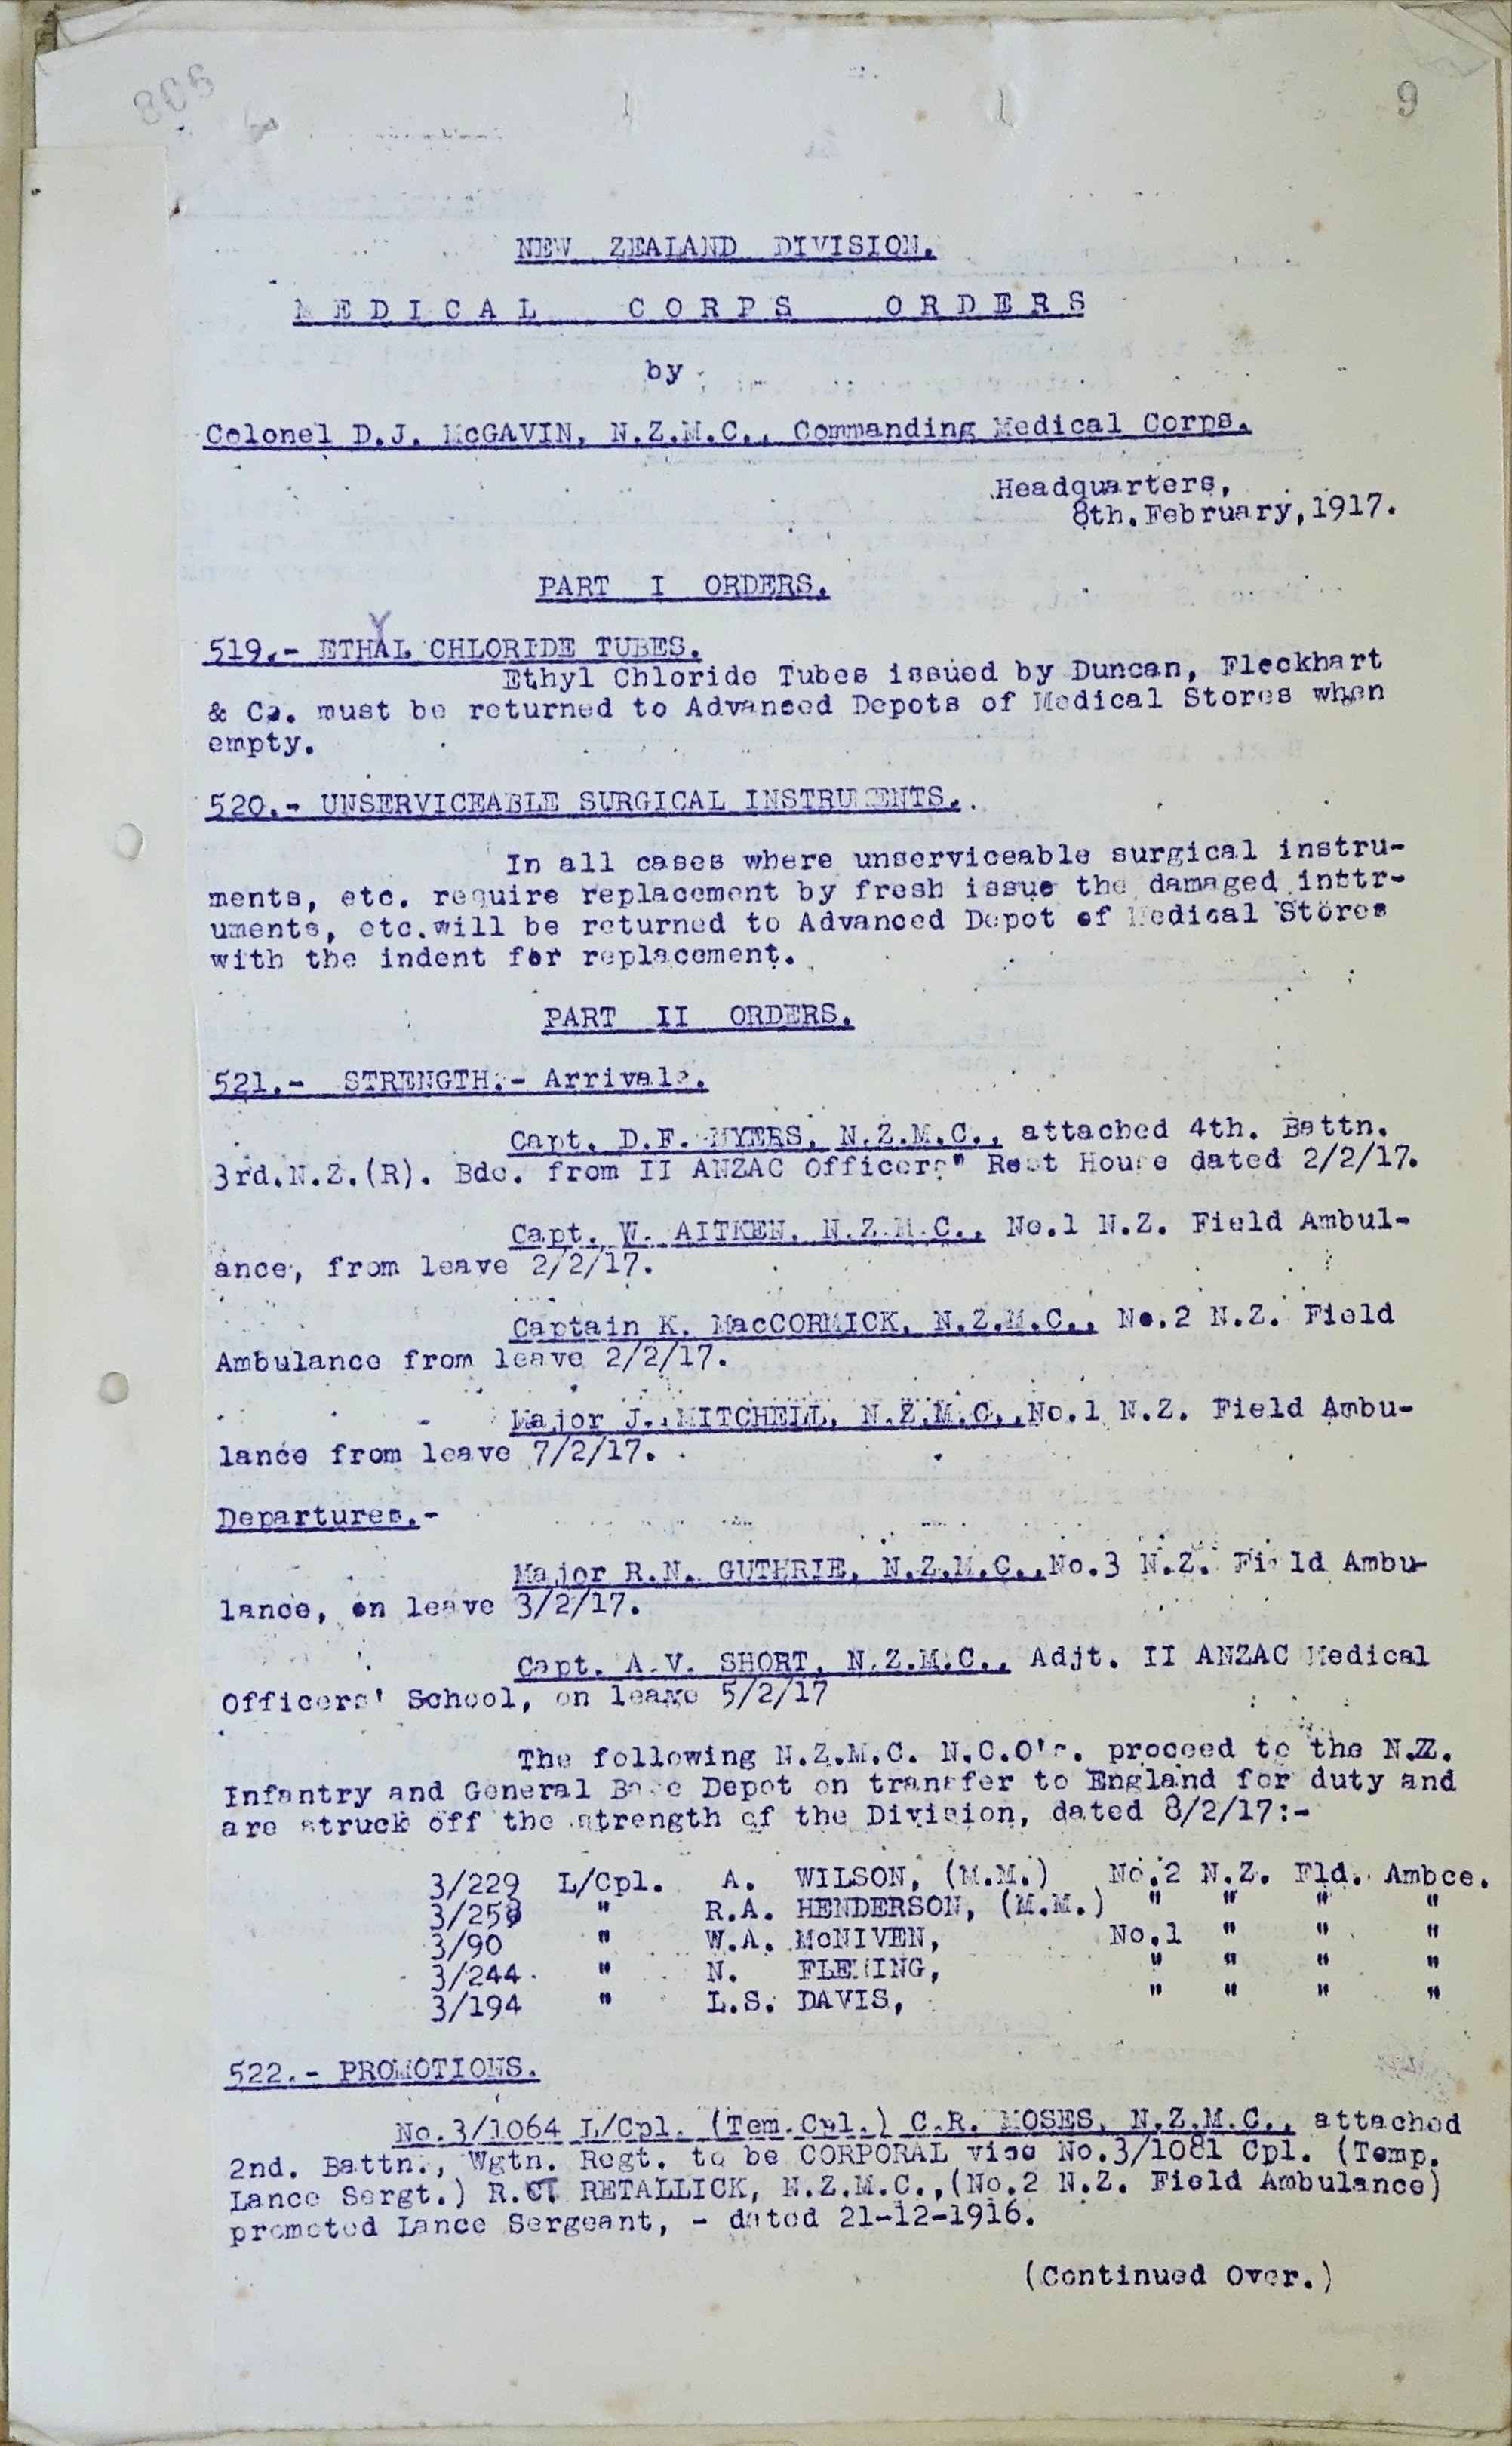 9
NEW ZEALAND DIVISION.
MEDICAL CORPS ORDERS
by
Colonel D.J. McGAVIN, N.Z.M.C., Commanding Medical Corps.
Headquarters,
8th.February,1917.
PART I ORDERS.
519.- ETHYL CHLORIDE TUBES.
Ethyl Chloride Tubes issued by Duncan, Fleckhart
& Co. must be returned to Advanced Depots of Medical Stores when
empty.
520.- UNSERVICEABLE SURGICAL INSTRUMENTS.
In all cases where unserviceable surgical instru-
ments, etc. require replacement by fresh issue the damaged inttr-
uments, etc.will be returned to Advanced Depot of Medical Stores
with the indent for replacement.
PART II ORDERS.
521.- STRENGTH.- Arrivals.
Capt. D.F. MYERS, N.Z.M.C., attached 4th. Battn.
3rd.N.Z.(R). Bde. from II ANZAC Officers" Rest House dated 2/2/17.
Capt. W. AITKEN, N.Z.M.C., No.1 N.Z. Field Ambul-
ance, from leave 2/2/17.
Captain K. MacCORMICK, N.Z.M.C., No.2 N.Z. Field
Ambulance from leave 2/2/17.
Major J. MITCHELL, N.Z.M.C.,No.1 N.Z. Field Ambu-
lance from leave 7/2/17.
Departures.-
Major R.N. GUTHRIE, N.Z.M.C.,No.3 N.Z. Field Ambu-
lance, on leave 3/2/17.
Capt. A.V. SHORT, N.Z.M.C., Adjt. II ANZAC Medical
Officers' School, on leave 5/2/17
The following N.Z.M.C. N.C.O's. proceed to the N.Z.
Infantry and General Base Depot on transfer to England for duty and
are struck off the strength of the Division, dated 8/2/17:-
3/229 L/Cpl. A. WILSON, (M.M.) No.2 N.Z. Fld. Ambce.
3/258 " R.A. HENDERSON, (M.M.) " " " "
3/90 " W.A. McNIVEN, No.1 " " "
3/244 " N. FLEMING, " " " "
3/194 " L.S. DAVIS, " " " "
522.- PROMOTIONS.
No.3/1064 L/Cpl. (Tem.Cpl.) C.R. MOSES, N.Z.M.C., attached
2nd. Battn., Wgtn. Regt. to be CORPORAL vice No.3/1081 Cpl. (Temp.
Lance Sergt.) R.C. RETALLICK, N.Z.M.C.,(No.2 N.Z. Field Ambulance)
promoted Lance Sergeant, - dated 21-12-1916.
(Continued Over.)